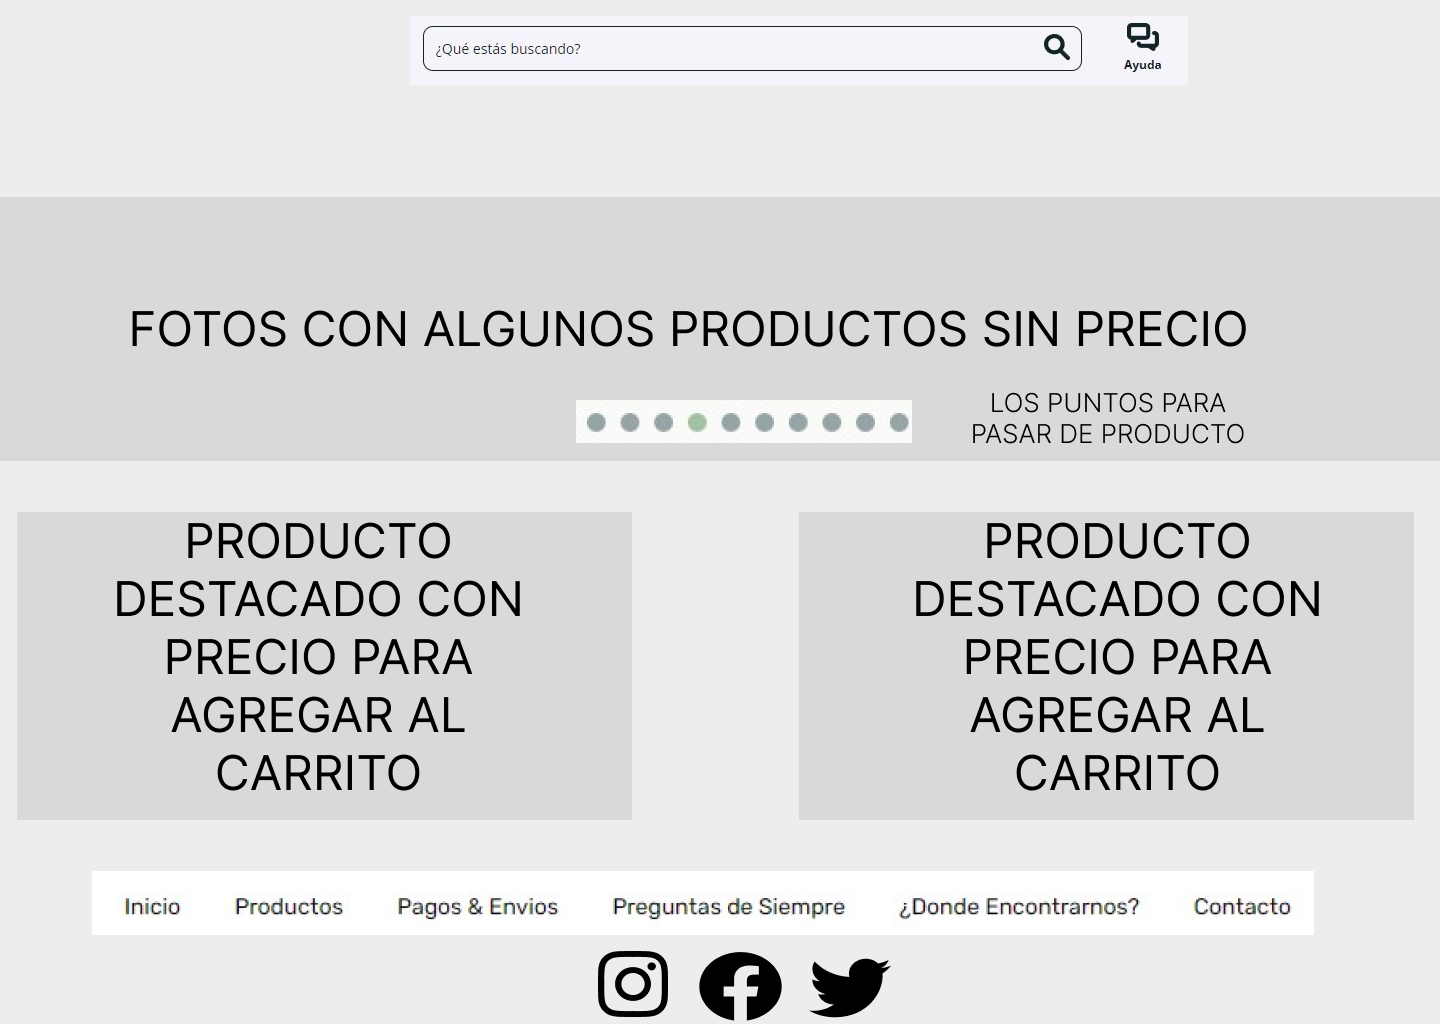 ¿Qué estás buscando?
Ayuda
FOTOS CON ALGUNOS PRODUCTOS SIN PRECIO
LOS PUNTOS PARA
PASAR DE PRODUCTO
PRODUCTO
DESTACADO CON
PRECIO PARA
AGREGAR AL
CARRITO
PRODUCTO
DESTACADO CON
PRECIO PARA
AGREGAR AL
CARRITO
Inicio Productos Pagos & Envios Preguntas de Siempre ¿Donde Encontrarnos? Contacto